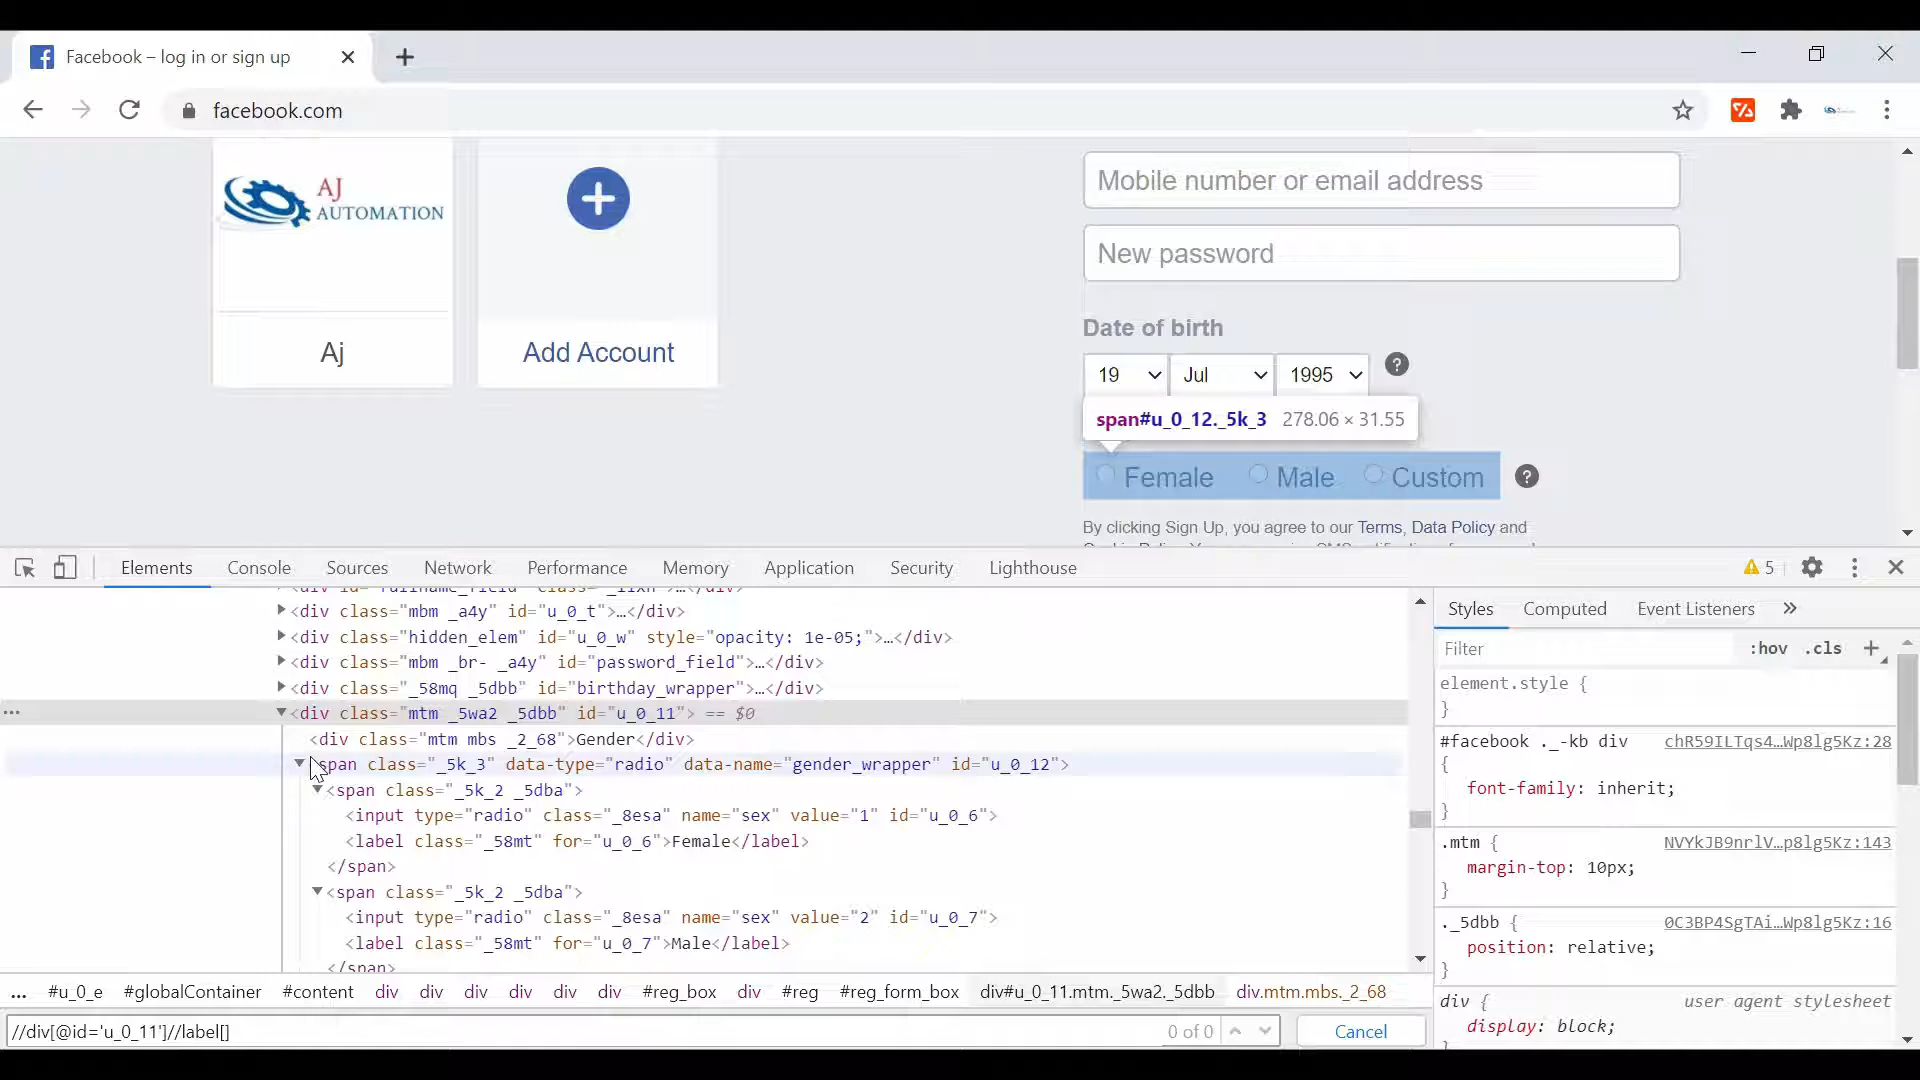 Facebook – log in or sign up
facebook.com
AJ
AUTOMATION
Aj
Add Account
Mobile number or email address
New password
Date of birth
19 Jul 1995 ?
span#u_0_12._5k_3 278.06 × 31.55
Female Male Custom ?
By clicking Sign Up, you agree to our Terms, Data Policy and
Elements Console Sources Network Performance Memory Application Security Lighthouse 5
<div class="mbm _a4y" id="u_0_t">…</div>
<div class="hidden_elem" id="u_0_w" style="opacity: 1e-05;">…</div>
<div class="mbm _br- _a4y" id="password_field">…</div>
<div class="_58mq _5dbb" id="birthday_wrapper">…</div>
... <div class="mtm _5wa2 _5dbb" id="u_0_11"> == $0
<div class="mtm mbs _2_68">Gender</div>
span class="_5k_3" data-type="radio" data-name="gender_wrapper" id="u_0_12">
<span class="_5k_2 _5dba">
<input type="radio" class="_8esa" name="sex" value="1" id="u_0_6">
<label class="_58mt" for="u_0_6">Female</label>
</span>
<span class="_5k_2 _5dba">
<input type="radio" class="_8esa" name="sex" value="2" id="u_0_7">
<label class="_58mt" for="u_0_7">Male</label>
</span>
... #u_0_e #globalContainer #content div div div div div div #reg_box div #reg #reg_form_box div#u_0_11.mtm._5wa2._5dbb div.mtm.mbs._2_68
//div[@id='u_0_11']//label[] 0 of 0 Cancel
Styles Computed Event Listeners »
Filter :hov .cls +
element.style {
}
#facebook ._-kb div chR59ILTqs4…Wp8lg5Kz:28
{
font-family: inherit;
}
.mtm { NVYkJB9nrlV…p8lg5Kz:143
margin-top: 10px;
}
._5dbb { 0C3BP4SgTAi…Wp8lg5Kz:16
position: relative;
}
div { user agent stylesheet
display: block;